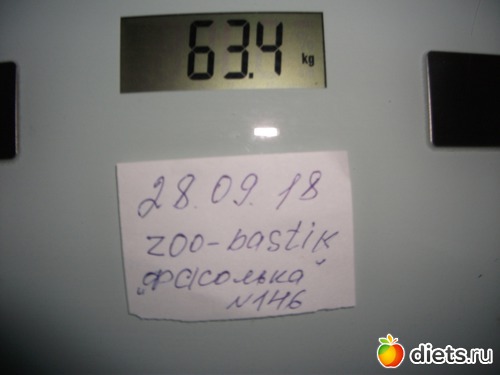 63.4 kg
28.09.18
zoo-bastik
„Фасолька"
№146
diets.ru